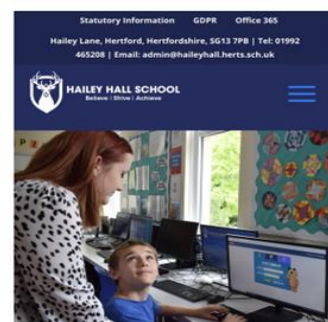 Statutory Information GDPR Office 365
Hailey Lane, Hertford, Hertfordshire, SG13 7PB | Tel: 01992
465208 | Email: admin@haileyhall.herts.sch.uk
HAILEY HALL SCHOOL
Believe | Strive | Achieve